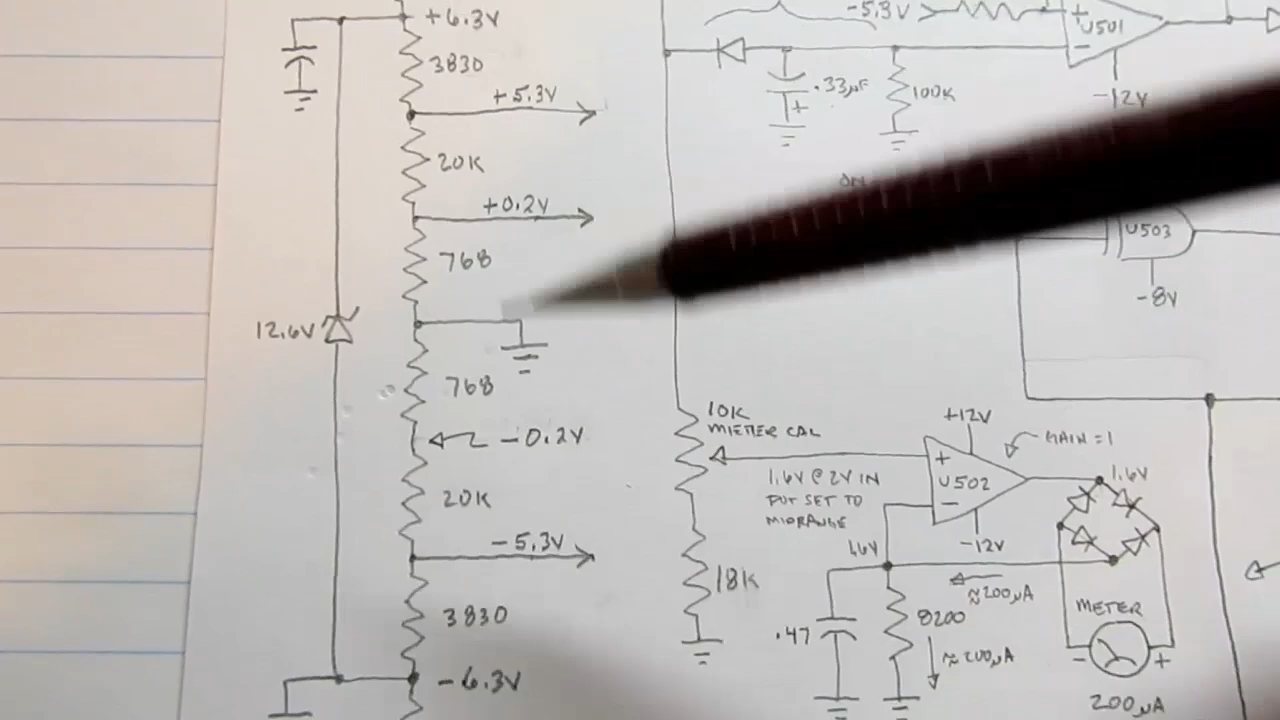 +6.3V
3830
+5.3V
20K
+0.2V
768
12.6V
768
-0.2V
20K
-5.3V
3830
-6.3V
-5.3V
+
U501
-
-12V
.33µF
+
100K
ON
U503
-8V
10K
METER CAL
1.6V @ 2V IN
POT SET TO
MIDRANGE
+12V
GAIN = 1
+
U502
-
-12V
1.6V
1.6V
18K
.47
8200
≈200µA
≈200µA
METER
-
+
200µA